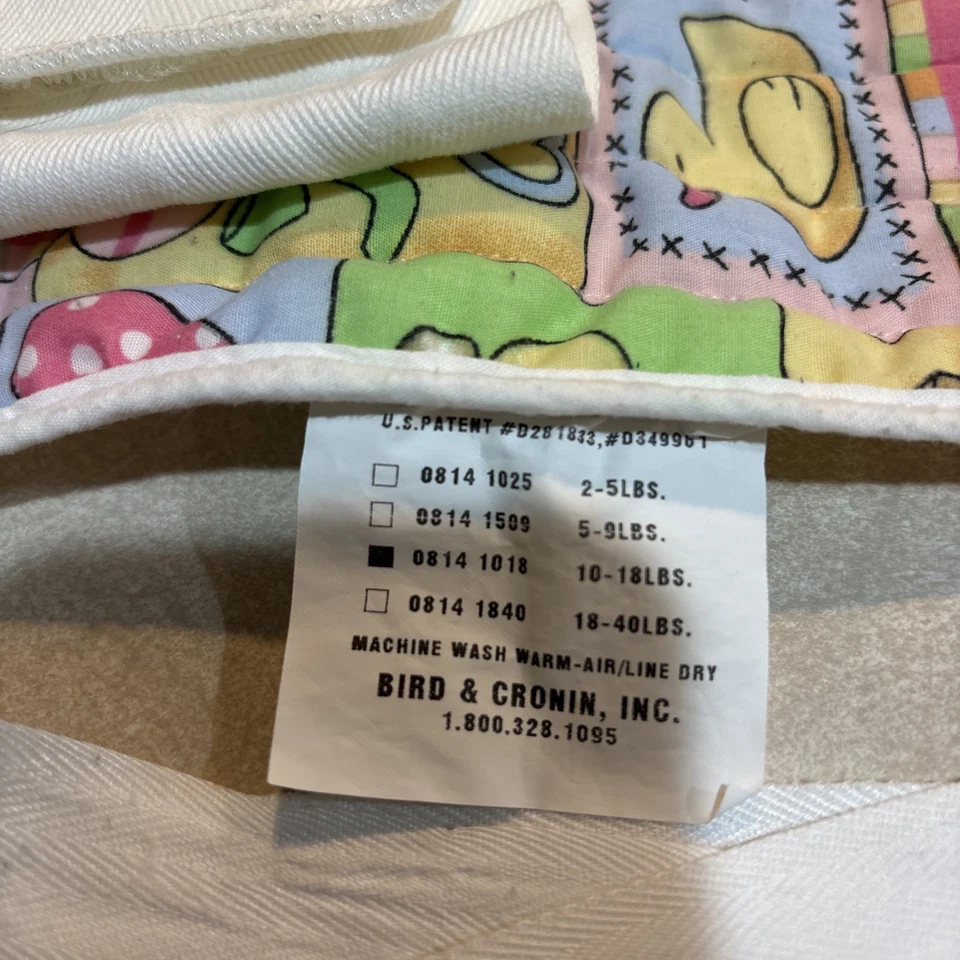 U.S.PATENT #D281833,#D349961
☐ 0814 1025 2-5LBS.
☐ 0814 1509 5-9LBS.
■ 0814 1018 10-18LBS.
☐ 0814 1840 18-40LBS.
MACHINE WASH WARM-AIR/LINE DRY
BIRD & CRONIN, INC.
1.800.328.1095